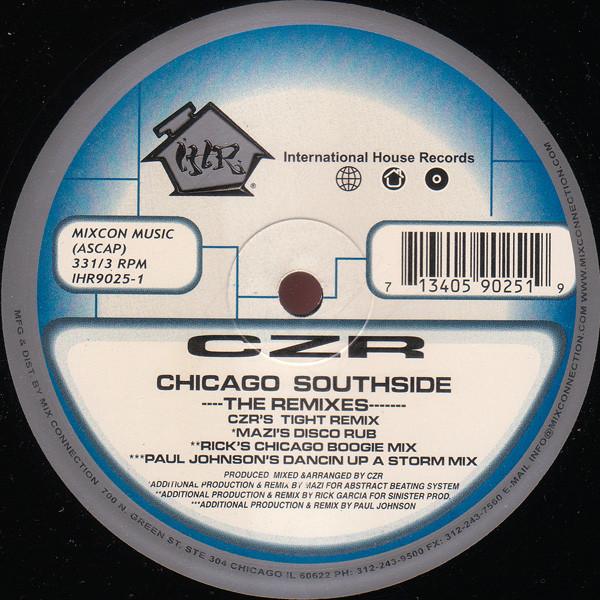 IHR
®
International House Records
MIXCON MUSIC
(ASCAP)
331/3 RPM
IHR9025-1
7 13405 90251 9
CZR
CHICAGO SOUTHSIDE
----THE REMIXES-------
CZR'S TIGHT REMIX
*MAZI'S DISCO RUB
**RICK'S CHICAGO BOOGIE MIX
***PAUL JOHNSON'S DANCIN UP A STORM MIX
PRODUCED MIXED &ARRANGED BY CZR
*ADDITIONAL PRODUCTION & REMIX BY MAZI FOR ABSTRACT BEATING SYSTEM
**ADDITIONAL PRODUCTION & REMIX BY RICK GARCIA FOR SINISTER PROD.
***ADDITIONAL PRODUCTION & REMIX BY PAUL JOHNSON
MFG & DIST. BY MIX CONNECTION 700 N. GREEN ST. STE 304 CHICAGO IL 60622 PH: 312-243-9500 FX: 312-243-7560 E-MAIL INFO@MIXCONNECTION.COM WWW.MIXCONNECTION.COM